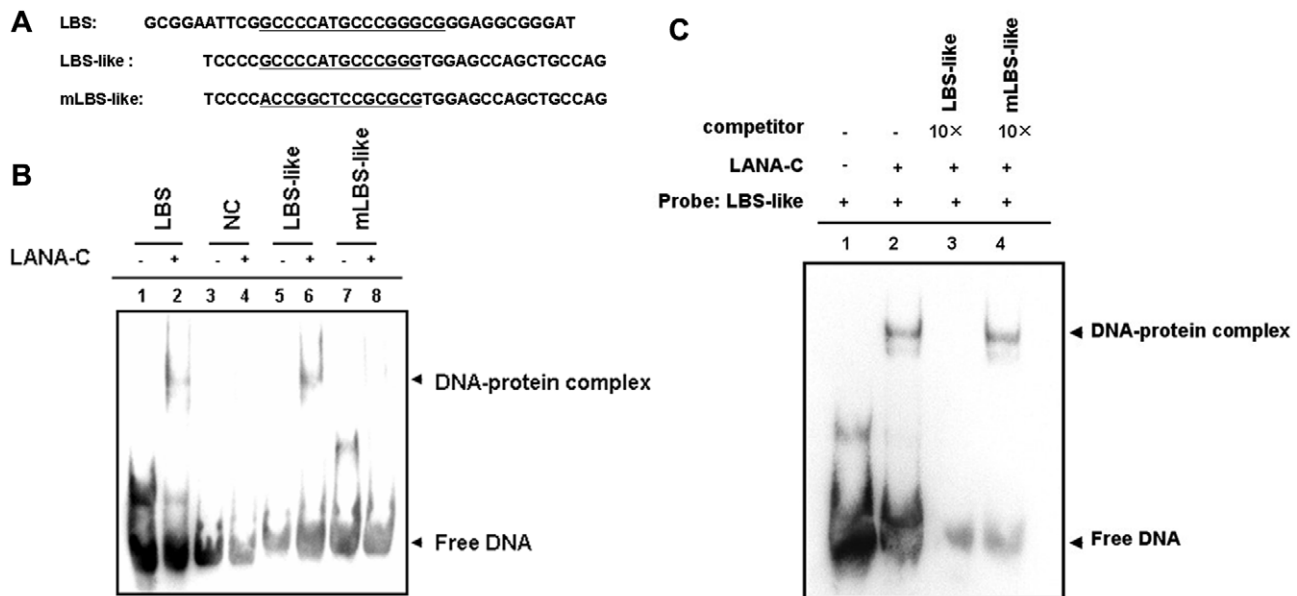 A
LBS: GCGGAATTCGGCCCCATGCCCGGGCGGGAGGCGGGAT
LBS-like : TCCCCGCCCCATGCCCGGGTGGAGCCAGCTGCCAG
mLBS-like: TCCCCACCGGCTCCGCGCGTGGAGCCAGCTGCCAG
B
LBS NC LBS-like mLBS-like
LANA-C - + - + - + - +
1 2 3 4 5 6 7 8
DNA-protein complex
Free DNA
C
LBS-like mLBS-like
competitor - - 10× 10×
LANA-C - + + +
Probe: LBS-like + + + +
1 2 3 4
DNA-protein complex
Free DNA